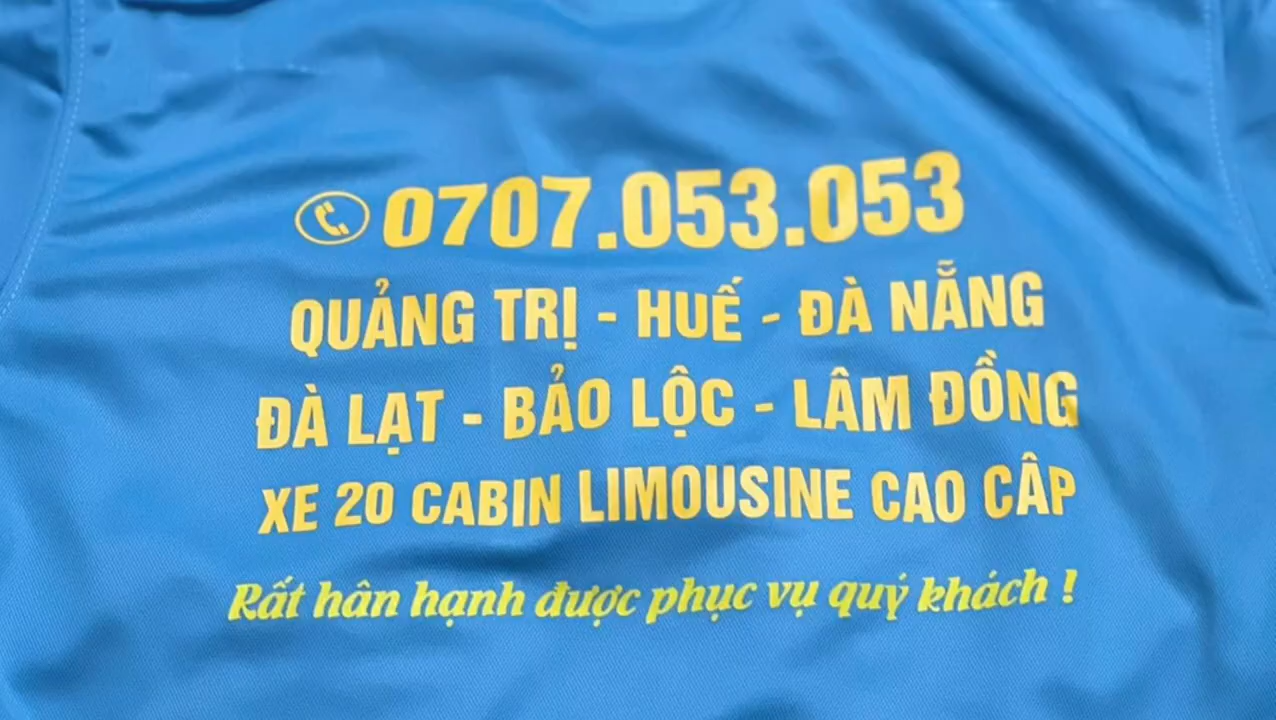 0707.053.053
QUẢNG TRỊ - HUẾ - ĐÀ NẴNG
ĐÀ LẠT - BẢO LỘC - LÂM ĐỒNG
XE 20 CABIN LIMOUSINE CAO CÂP
Rất hân hạnh được phục vụ quý khách !